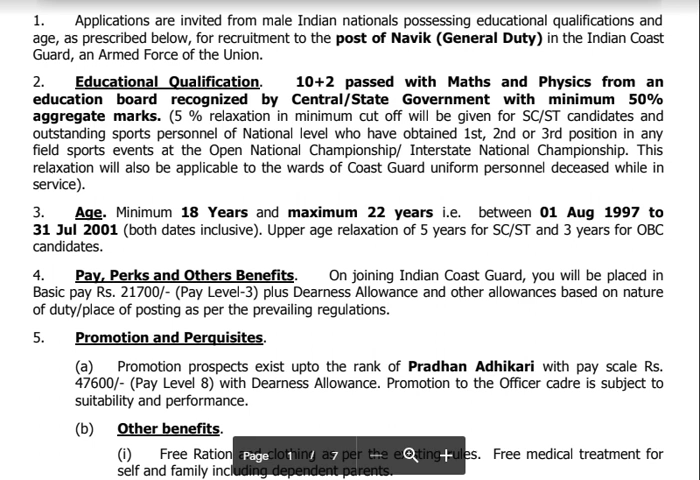 1. Applications are invited from male Indian nationals possessing educational qualifications and
age, as prescribed below, for recruitment to the post of Navik (General Duty) in the Indian Coast
Guard, an Armed Force of the Union.
2. Educational Qualification. 10+2 passed with Maths and Physics from an
education board recognized by Central/State Government with minimum 50%
aggregate marks. (5 % relaxation in minimum cut off will be given for SC/ST candidates and
outstanding sports personnel of National level who have obtained 1st, 2nd or 3rd position in any
field sports events at the Open National Championship/ Interstate National Championship. This
relaxation will also be applicable to the wards of Coast Guard uniform personnel deceased while in
service).
3. Age. Minimum 18 Years and maximum 22 years i.e. between 01 Aug 1997 to
31 Jul 2001 (both dates inclusive). Upper age relaxation of 5 years for SC/ST and 3 years for OBC
candidates.
4. Pay, Perks and Others Benefits. On joining Indian Coast Guard, you will be placed in
Basic pay Rs. 21700/- (Pay Level-3) plus Dearness Allowance and other allowances based on nature
of duty/place of posting as per the prevailing regulations.
5. Promotion and Perquisites.
(a) Promotion prospects exist upto the rank of Pradhan Adhikari with pay scale Rs.
47600/- (Pay Level 8) with Dearness Allowance. Promotion to the Officer cadre is subject to
suitability and performance.
(b) Other benefits.
(i) Free Ration and clothing as per the existing rules. Free medical treatment for
Page 1 / 7
self and family including dependent parents.